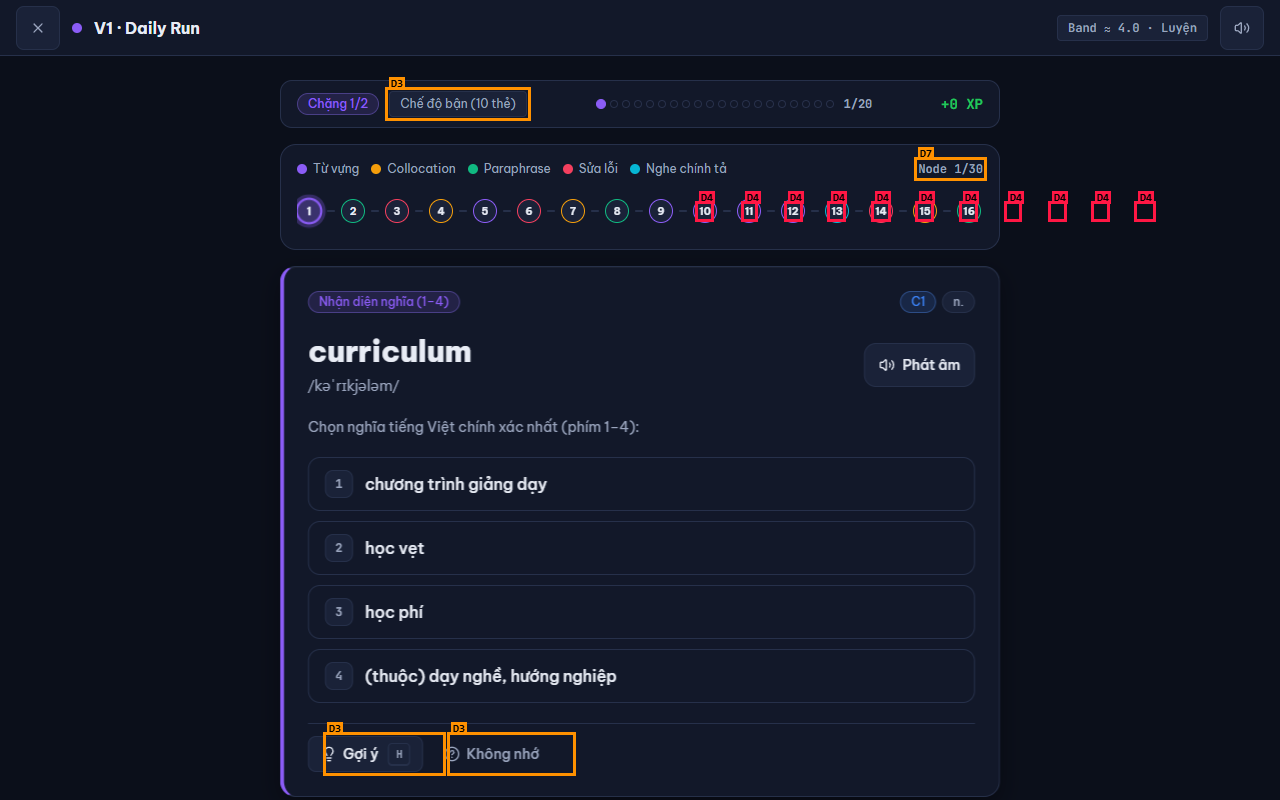 V1 · Daily Run
Band ≈ 4.0 · Luyện
D3
Chặng 1/2
Chế độ bận (10 thẻ)
1/20
+0 XP
D7
Từ vựng
Collocation
Paraphrase
Sửa lỗi
Nghe chính tả
Node 1/30
D4 D4 D4 D4 D4 D4 D4 D4 D4 D4 D4
1 2 3 4 5 6 7 8 9 10 11 12 13 14 15 16
Nhận diện nghĩa (1–4)
C1
n.
curriculum
/kəˈrɪkjələm/
Phát âm
Chọn nghĩa tiếng Việt chính xác nhất (phím 1–4):
1 chương trình giảng dạy
2 học vẹt
3 học phí
4 (thuộc) dạy nghề, hướng nghiệp
D3 D3
Gợi ý H
Không nhớ